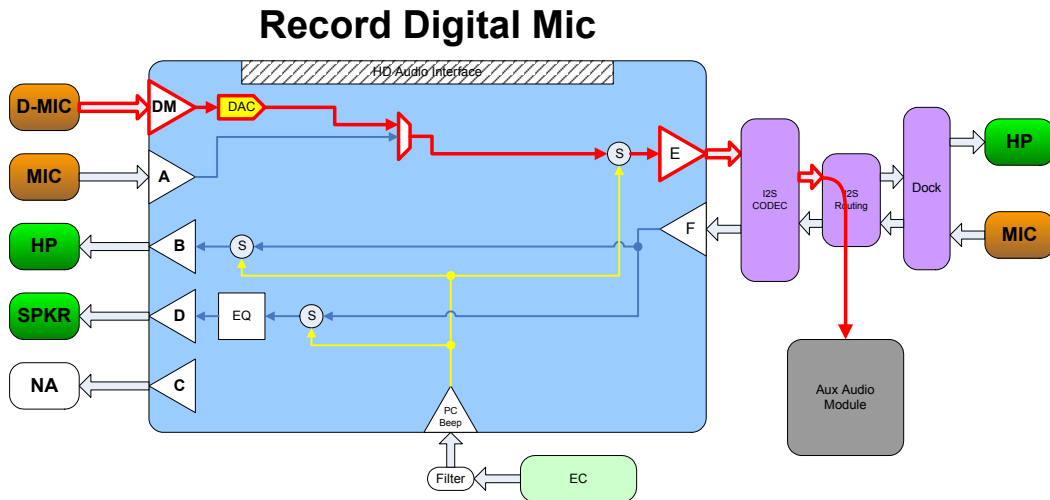 Record Digital Mic
HD Audio Interface
D-MIC
DM
DAC
MIC
A
S
E
I2S
CODEC
I2S
Routing
Dock
HP
HP
B
S
F
MIC
SPKR
D
EQ
S
NA
C
PC
Beep
Aux Audio
Module
Filter
EC